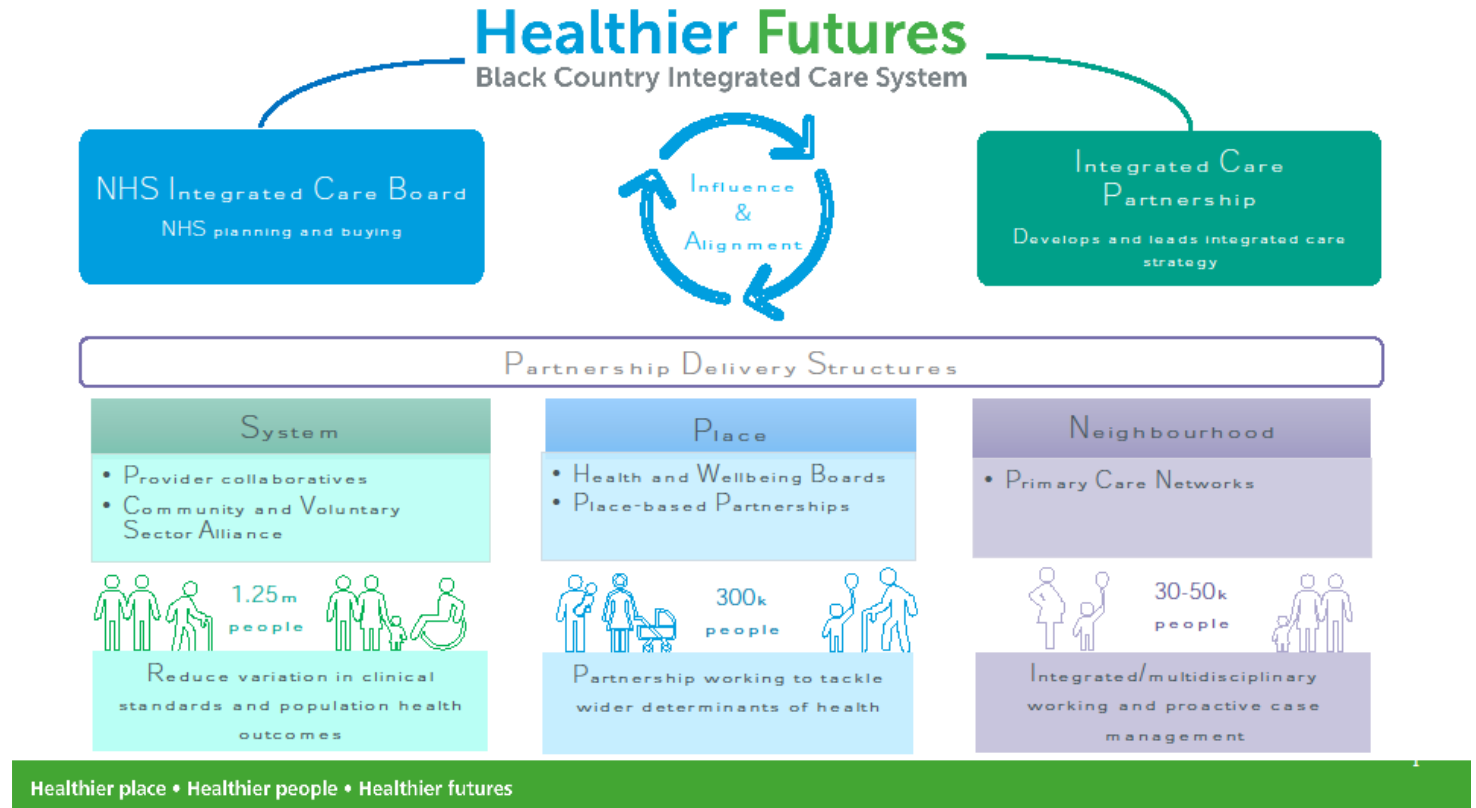 Healthier Futures
Black Country Integrated Care System
NHS Integrated Care Board
NHS planning and buying
Influence
&
Alignment
Integrated Care
Partnership
Develops and leads integrated care
strategy
Partnership Delivery Structures
System
• Provider collaboratives
• Community and Voluntary
Sector Alliance
1.25m
people
Reduce variation in clinical
standards and population health
outcomes
Place
• Health and Wellbeing Boards
• Place-based Partnerships
300k
people
Partnership working to tackle
wider determinants of health
Neighbourhood
• Primary Care Networks
30-50k
people
Integrated/multidisciplinary
working and proactive case
management
Healthier place • Healthier people • Healthier futures